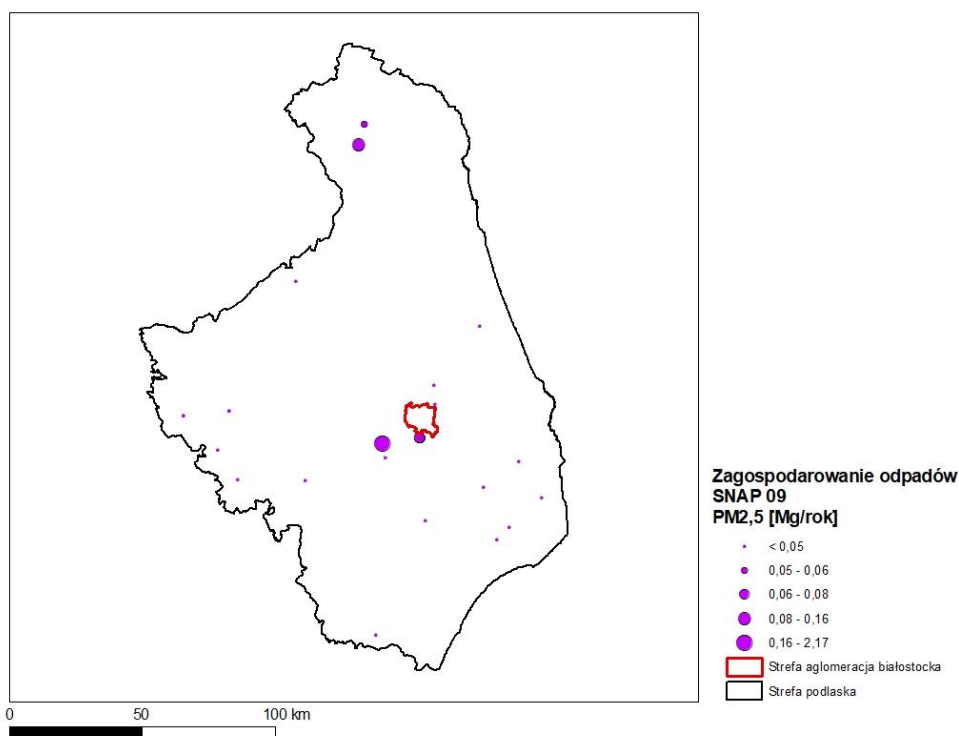 Zagospodarowanie odpadów
SNAP 09
PM2,5 [Mg/rok]
< 0,05
0,05 - 0,06
0,06 - 0,08
0,08 - 0,16
0,16 - 2,17
Strefa aglomeracja białostocka
Strefa podlaska
0 50 100 km